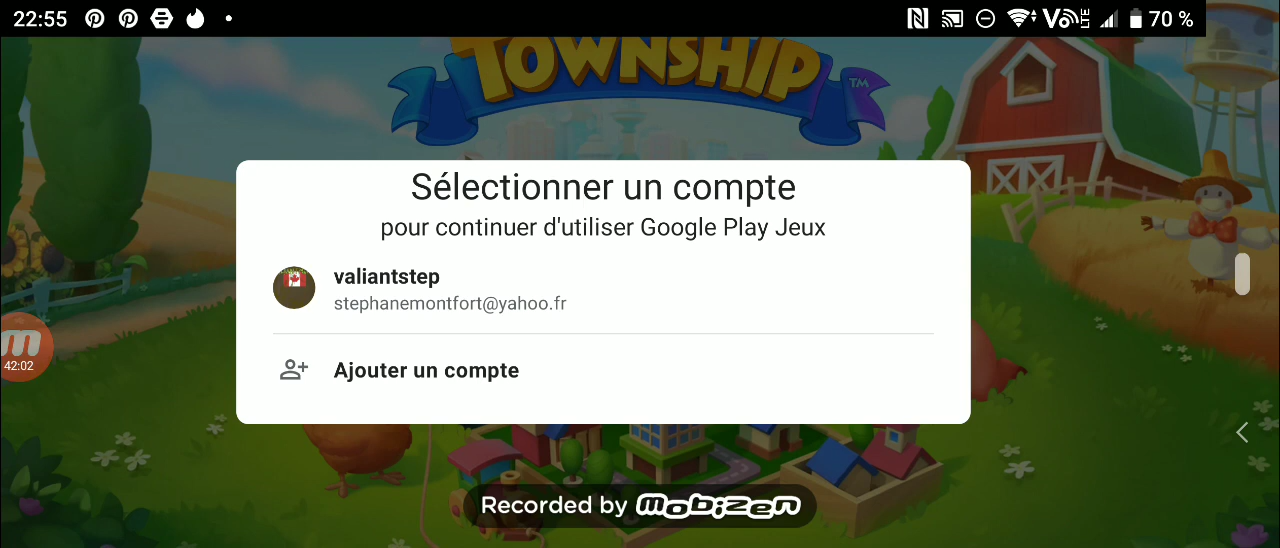 22:55
LTE
70 %
TOWNSHIP
TM
Sélectionner un compte
pour continuer d'utiliser Google Play Jeux
valiantstep
stephanemontfort@yahoo.fr
42:02
Ajouter un compte
Recorded by mobizen